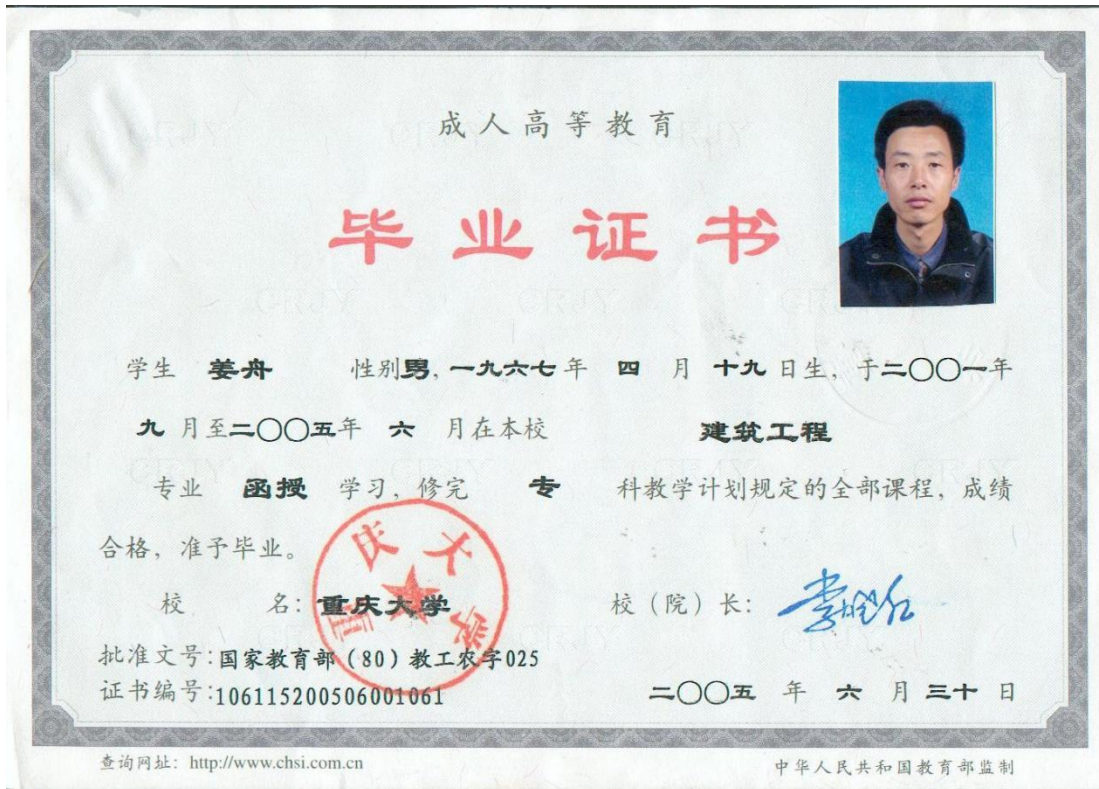 成人高等教育
毕业证书
学生 姜舟 性别男, 一九六七年 四 月 十九日生, 于二〇〇一年
九 月至二〇〇五年 六 月在本校 建筑工程
专业 函授 学习, 修完 专 科教学计划规定的全部课程, 成绩
合格, 准予毕业。
校 名: 重庆大学 校（院）长: 李晓红
重庆大学
批准文号: 国家教育部（80）教工农字025
证书编号: 106115200506001061
二〇〇五 年 六 月 三十 日
查询网址: http://www.chsi.com.cn 中华人民共和国教育部监制